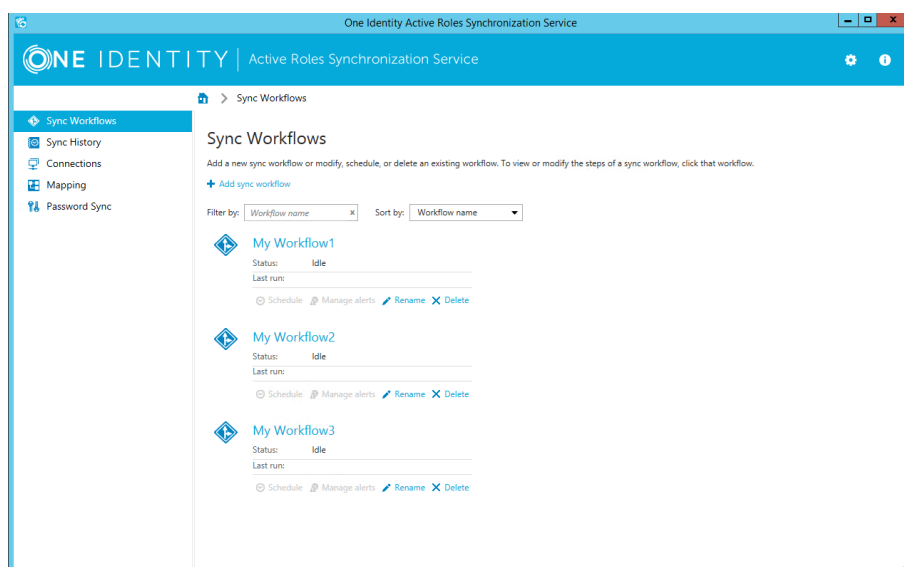 One Identity Active Roles Synchronization Service
ONE IDENTITY Active Roles Synchronization Service
Sync Workflows
Sync Workflows
Sync History
Connections
Mapping
Password Sync
Sync Workflows
Add a new sync workflow or modify, schedule, or delete an existing workflow. To view or modify the steps of a sync workflow, click that workflow.
Add sync workflow
Filter by: Workflow name x Sort by: Workflow name
My Workflow1
Status: Idle
Last run:
Schedule Manage alerts Rename Delete
My Workflow2
Status: Idle
Last run:
Schedule Manage alerts Rename Delete
My Workflow3
Status: Idle
Last run:
Schedule Manage alerts Rename Delete